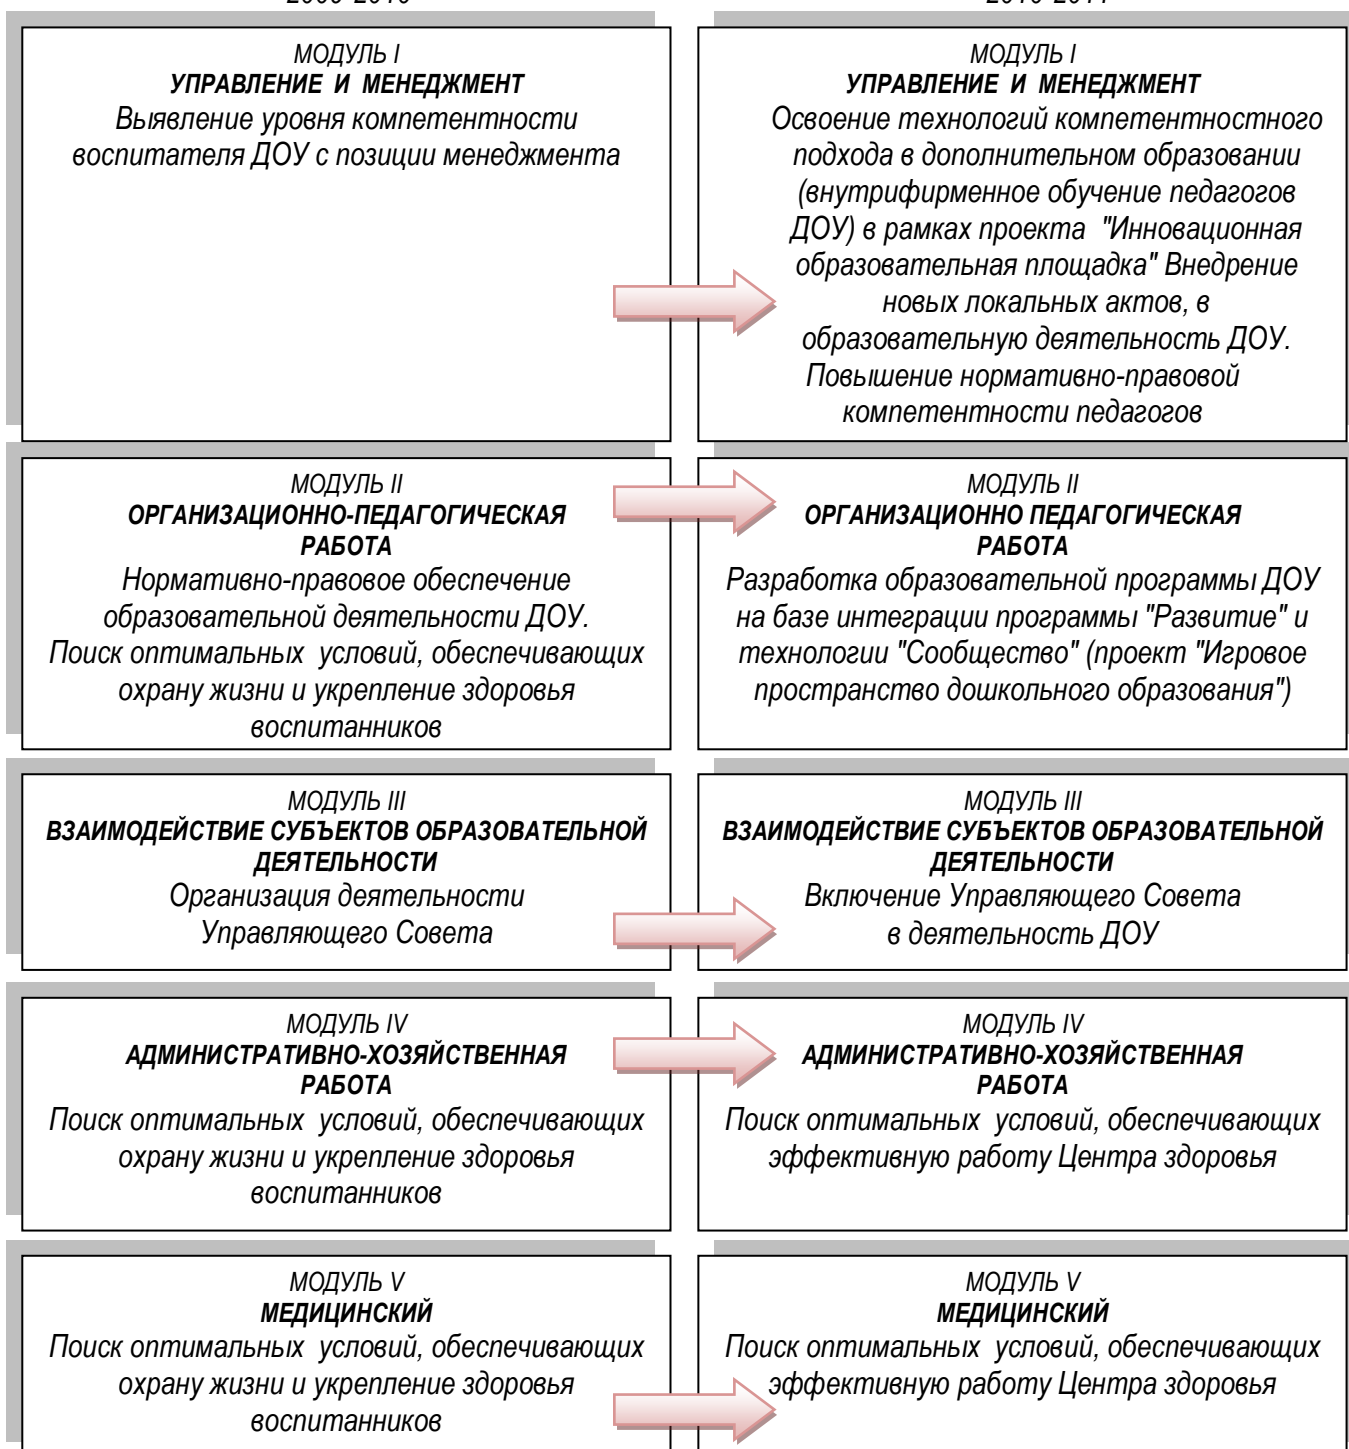 МОДУЛЬ I
УПРАВЛЕНИЕ И МЕНЕДЖМЕНТ
Выявление уровня компетентности
воспитателя ДОУ с позиции менеджмента
МОДУЛЬ I
УПРАВЛЕНИЕ И МЕНЕДЖМЕНТ
Освоение технологий компетентностного
подхода в дополнительном образовании
(внутрифирменное обучение педагогов
ДОУ) в рамках проекта "Инновационная
образовательная площадка" Внедрение
новых локальных актов, в
образовательную деятельность ДОУ.
Повышение нормативно-правовой
компетентности педагогов
МОДУЛЬ II
ОРГАНИЗАЦИОННО-ПЕДАГОГИЧЕСКАЯ
РАБОТА
Нормативно-правовое обеспечение
образовательной деятельности ДОУ.
Поиск оптимальных условий, обеспечивающих
охрану жизни и укрепление здоровья
воспитанников
МОДУЛЬ II
ОРГАНИЗАЦИОННО ПЕДАГОГИЧЕСКАЯ
РАБОТА
Разработка образовательной программы ДОУ
на базе интеграции программы "Развитие" и
технологии "Сообщество" (проект "Игровое
пространство дошкольного образования")
МОДУЛЬ III
ВЗАИМОДЕЙСТВИЕ СУБЪЕКТОВ ОБРАЗОВАТЕЛЬНОЙ
ДЕЯТЕЛЬНОСТИ
Организация деятельности
Управляющего Совета
МОДУЛЬ III
ВЗАИМОДЕЙСТВИЕ СУБЪЕКТОВ ОБРАЗОВАТЕЛЬНОЙ
ДЕЯТЕЛЬНОСТИ
Включение Управляющего Совета
в деятельность ДОУ
МОДУЛЬ IV
АДМИНИСТРАТИВНО-ХОЗЯЙСТВЕННАЯ
РАБОТА
Поиск оптимальных условий, обеспечивающих
охрану жизни и укрепление здоровья
воспитанников
МОДУЛЬ IV
АДМИНИСТРАТИВНО-ХОЗЯЙСТВЕННАЯ
РАБОТА
Поиск оптимальных условий, обеспечивающих
эффективную работу Центра здоровья
МОДУЛЬ V
МЕДИЦИНСКИЙ
Поиск оптимальных условий, обеспечивающих
охрану жизни и укрепление здоровья
воспитанников
МОДУЛЬ V
МЕДИЦИНСКИЙ
Поиск оптимальных условий, обеспечивающих
эффективную работу Центра здоровья